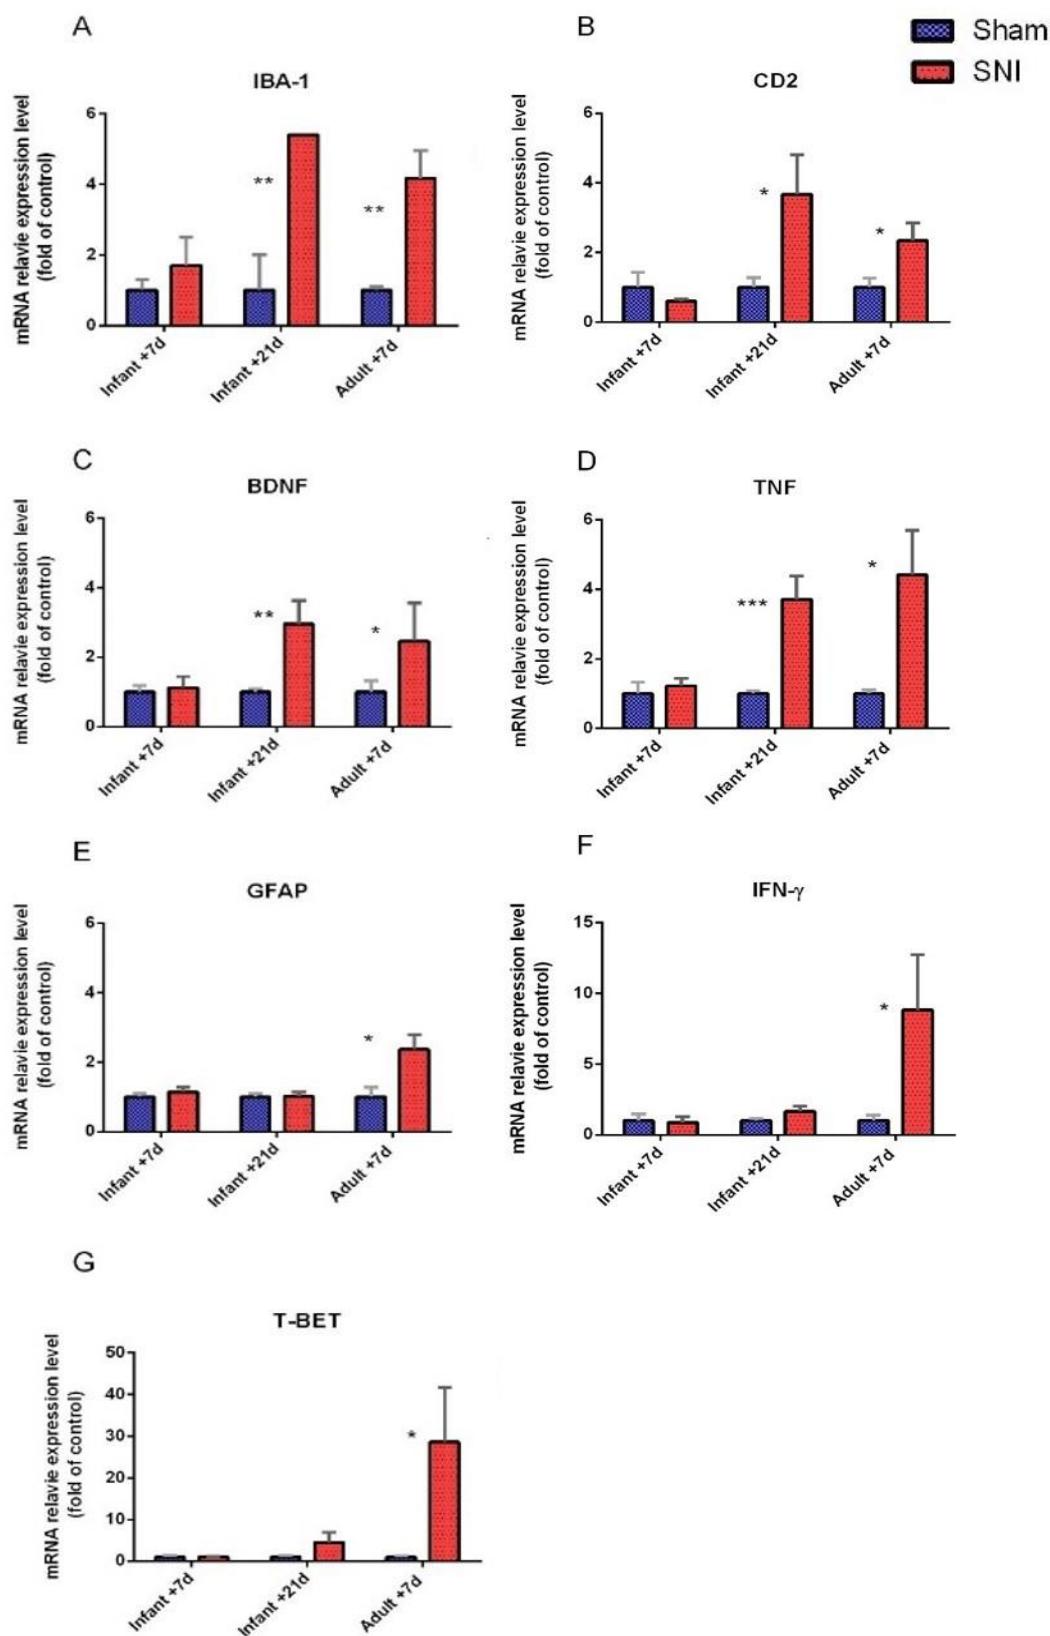 A
B
Sham
SNI
IBA-1
mRNA relavie expression level
(fold of control)
6
4
2
0
**
**
Infant +7d
Infant +21d
Adult +7d
CD2
mRNA relavie expression level
(fold of control)
6
4
2
0
*
*
Infant +7d
Infant +21d
Adult +7d
C
BDNF
mRNA relavie expression level
(fold of control)
6
4
2
0
**
*
Infant +7d
Infant +21d
Adult +7d
D
TNF
mRNA relavie expression level
(fold of control)
6
4
2
0
***
*
Infant +7d
Infant +21d
Adult +7d
E
GFAP
mRNA relavie expression level
(fold of control)
6
4
2
0
*
Infant +7d
Infant +21d
Adult +7d
F
IFN-γ
mRNA relavie expression level
(fold of control)
15
10
5
0
*
Infant +7d
Infant +21d
Adult +7d
G
T-BET
mRNA relavie expression level
(fold of control)
50
40
30
20
10
0
*
Infant +7d
Infant +21d
Adult +7d